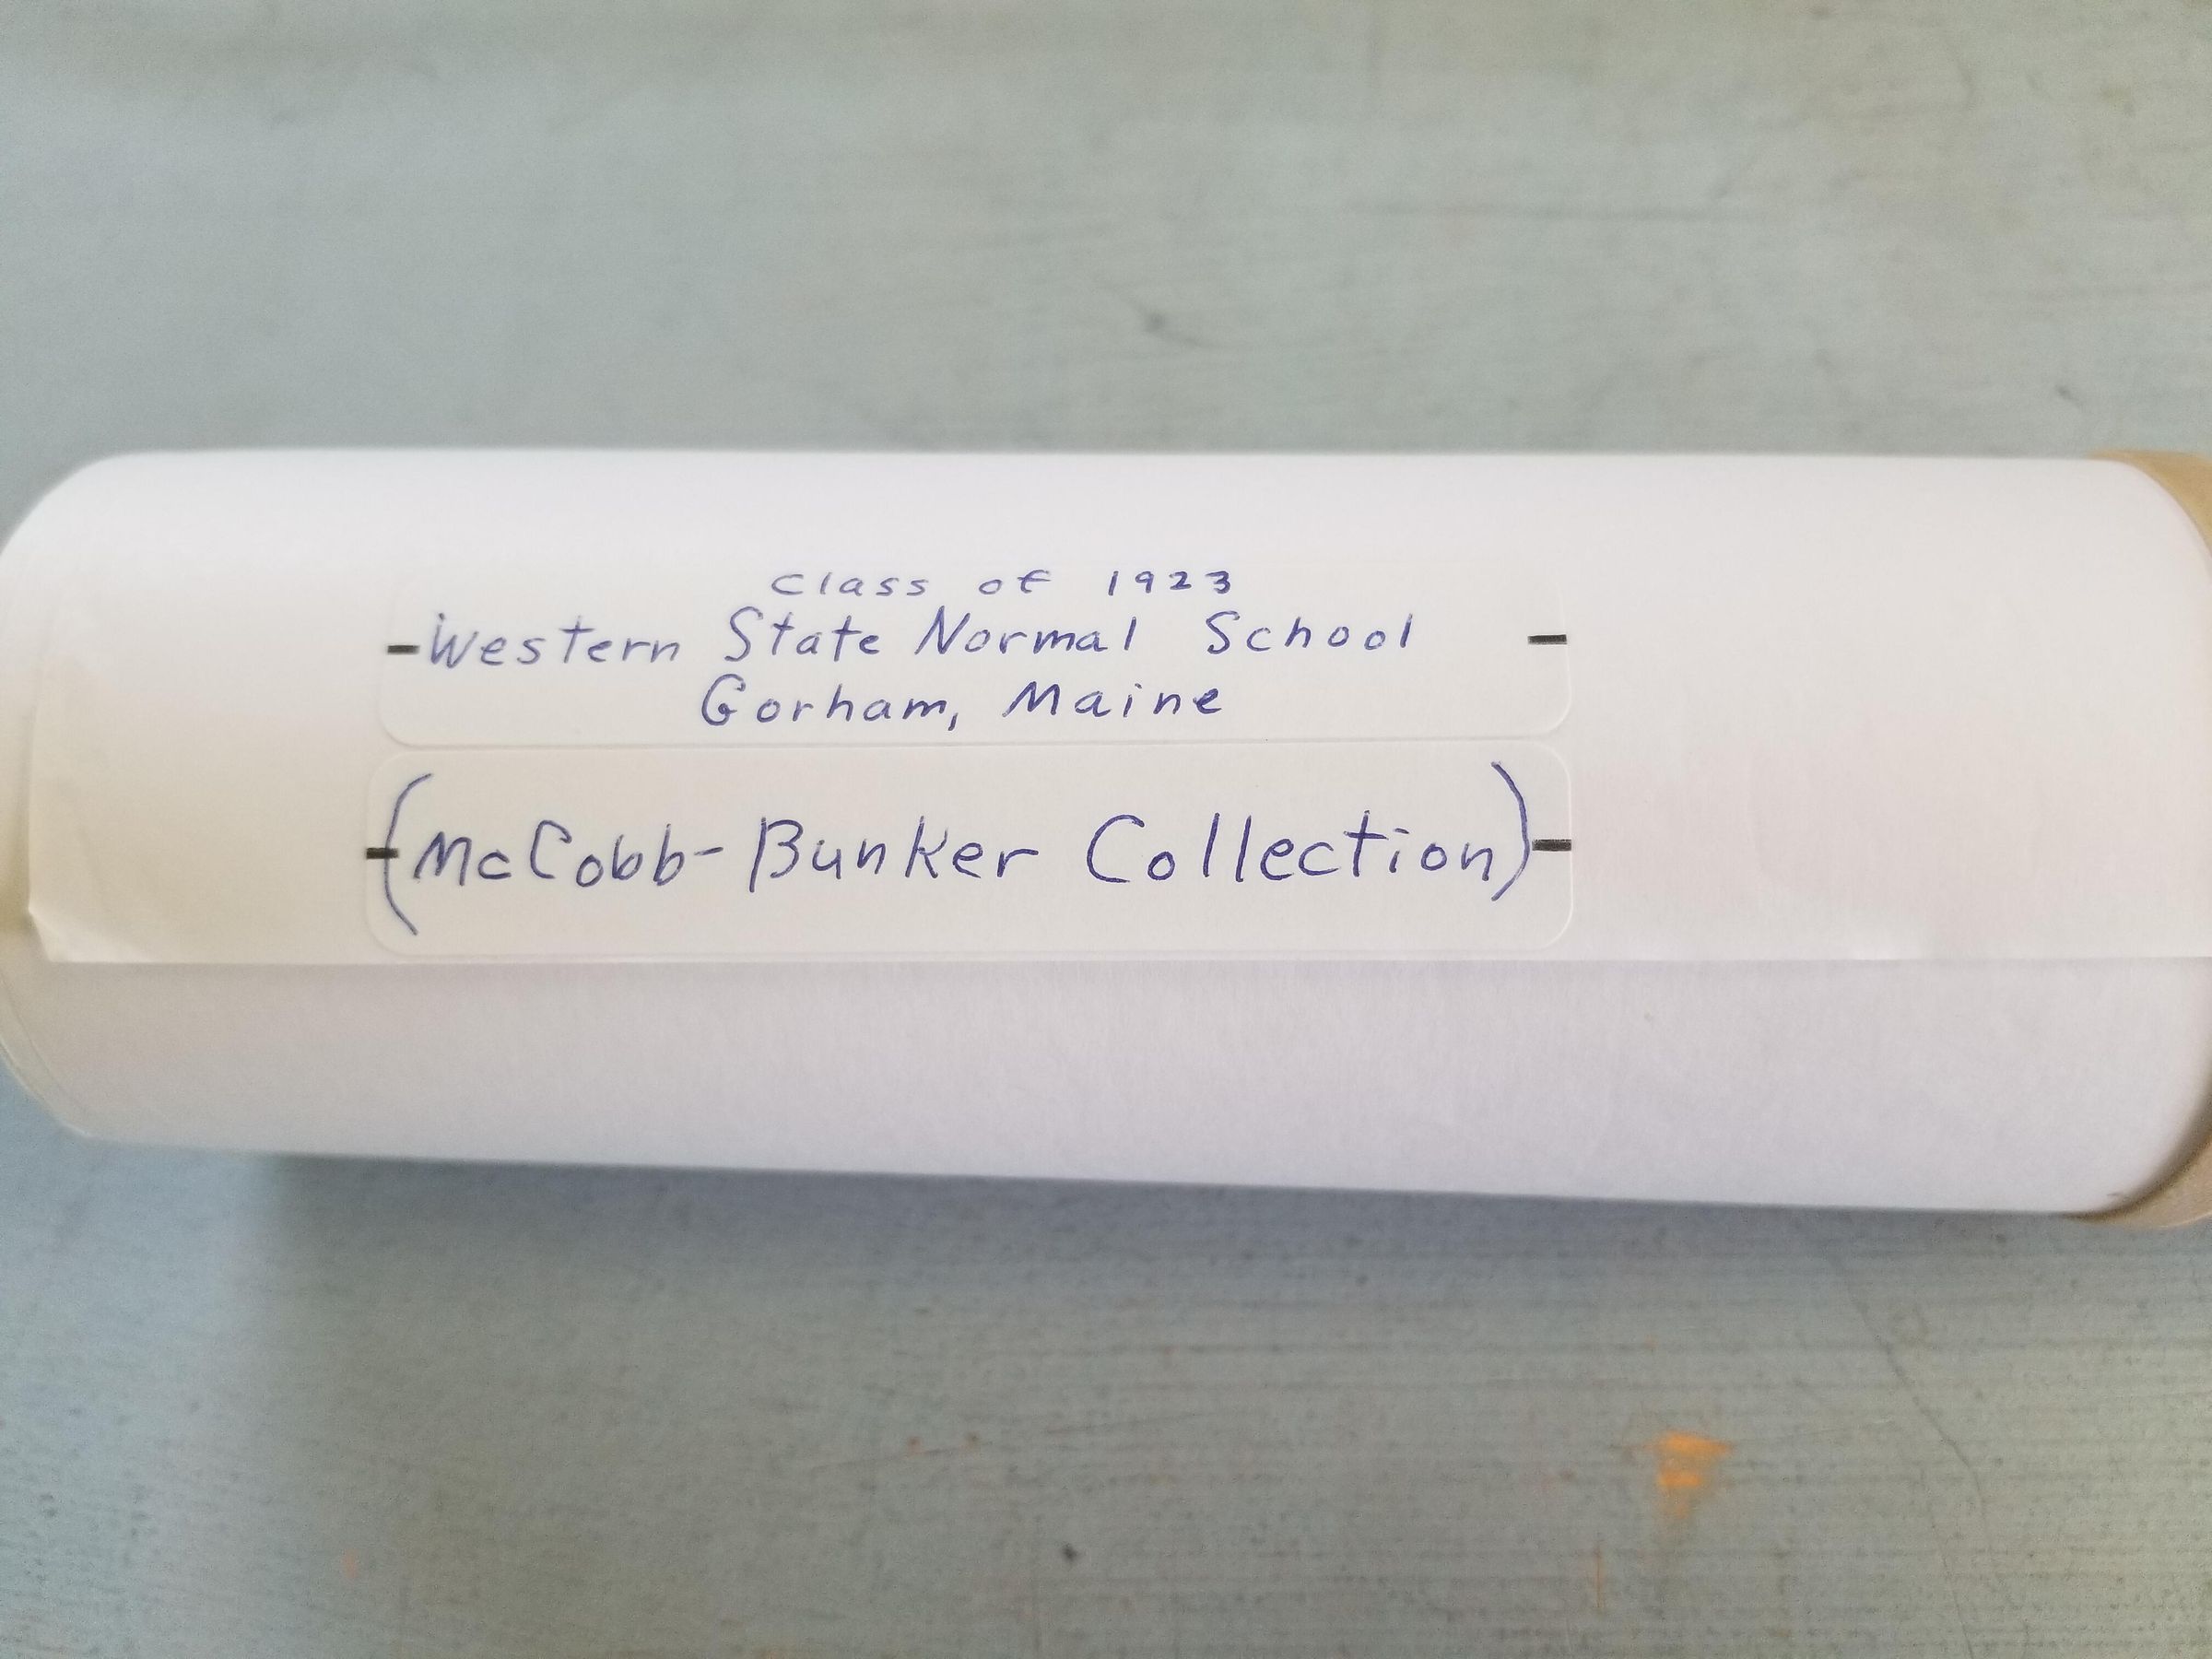 Class of 1923
-Western State Normal School -
Gorham, Maine
-(McCobb-Bunker Collection)-